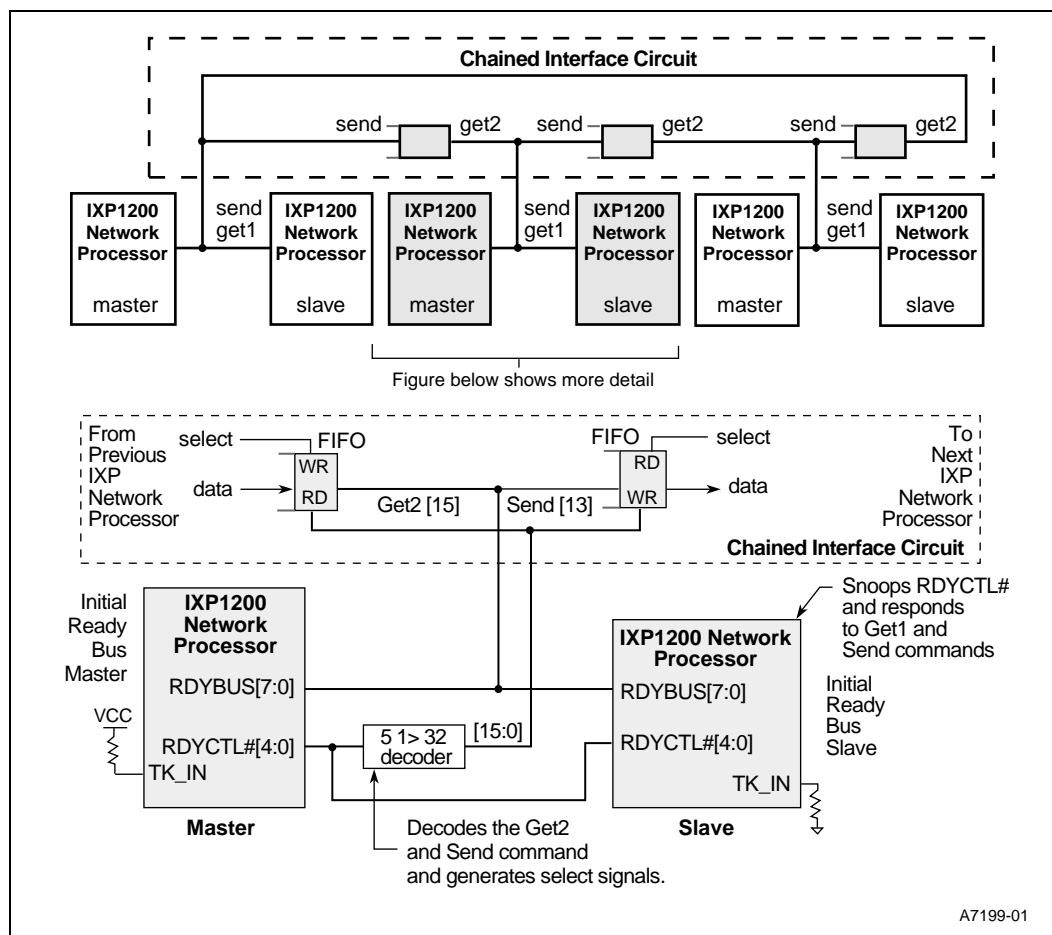 Chained Interface Circuit
send
get2
send
get2
send
get2
IXP1200
Network
Processor
master
send
get1
IXP1200
Network
Processor
slave
IXP1200
Network
Processor
master
send
get1
IXP1200
Network
Processor
slave
IXP1200
Network
Processor
master
send
get1
IXP1200
Network
Processor
slave
Figure below shows more detail
From
Previous
IXP
Network
Processor
select
FIFO
WR
RD
data
Get2 [15]
Send [13]
FIFO
RD
WR
select
data
To
Next
IXP
Network
Processor
Chained Interface Circuit
Initial
Ready
Bus
Master
VCC
IXP1200
Network
Processor
RDYBUS[7:0]
RDYCTL#[4:0]
TK_IN
Master
5 1> 32
decoder
[15:0]
Decodes the Get2
and Send command
and generates select signals.
IXP1200 Network
Processor
RDYBUS[7:0]
RDYCTL#[4:0]
TK_IN
Slave
Snoops RDYCTL#
and responds
to Get1 and
Send commands
Initial
Ready
Bus
Slave
A7199-01